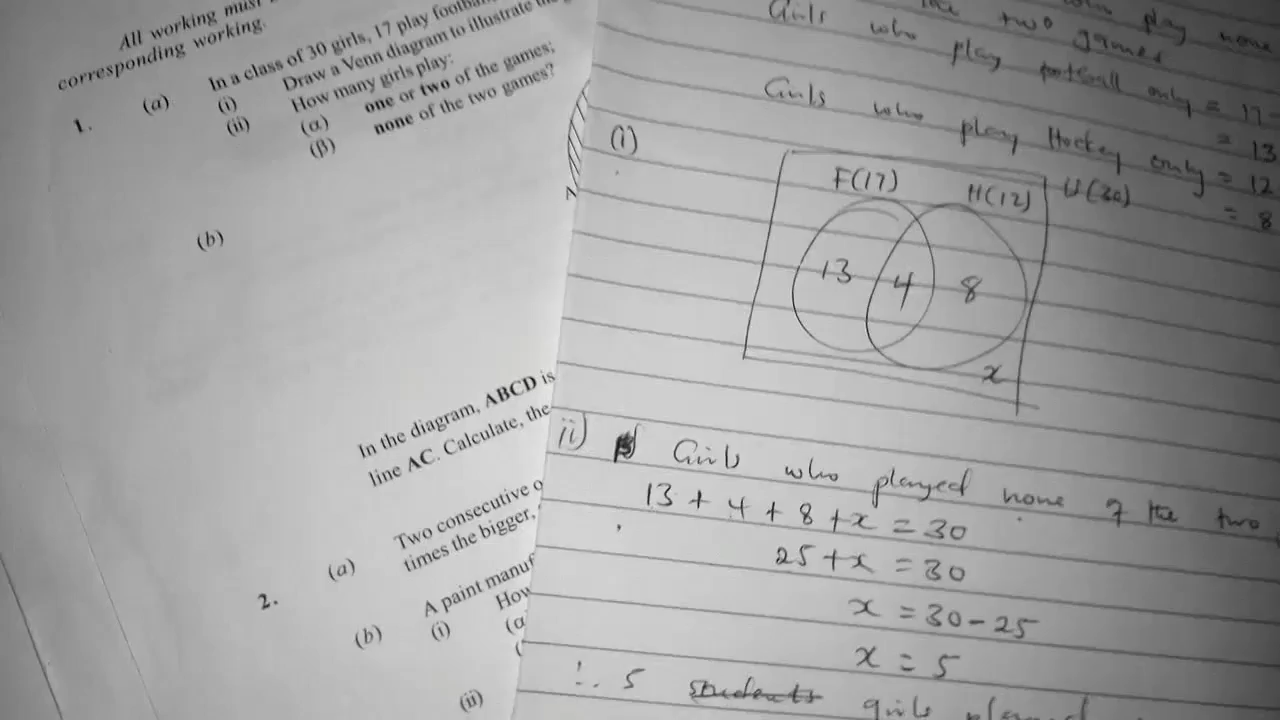 All working must
corresponding working.
1. (a) In a class of 30 girls, 17 play
(i) Draw a Venn diagram to illustrate the
(ii) How many girls play:
(α) one or two of the games;
(β) none of the two games?
(b)
In the diagram, ABCD is
line AC. Calculate, the
2. (a) Two consecutive
times the bigger,
(b) A paint
(i)
(ii)
play none
the two games
Girls who play football only = 17
= 13
Girls who play Hockey only = 12
= 8
(i)
F(17) H(12) U(30)
13 4 8
x
ii) Girls who played none of the two
13 + 4 + 8 + x = 30
25 + x = 30
x = 30 - 25
x = 5
∴ 5 students girls played